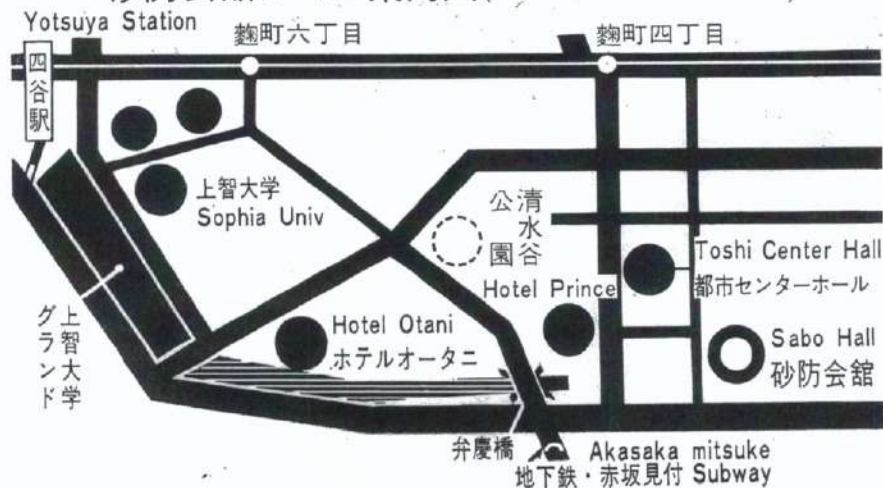 Yotsuya Station
麹町六丁目
麹町四丁目
四谷駅
上智大学
Sophia Univ
清水谷
公園
Toshi Center Hall
都市センターホール
Hotel Prince
Hotel Otani
ホテルオータニ
Sabo Hall
砂防会館
上智大学
グランド
弁慶橋
Akasaka mitsuke
地下鉄・赤坂見付 Subway